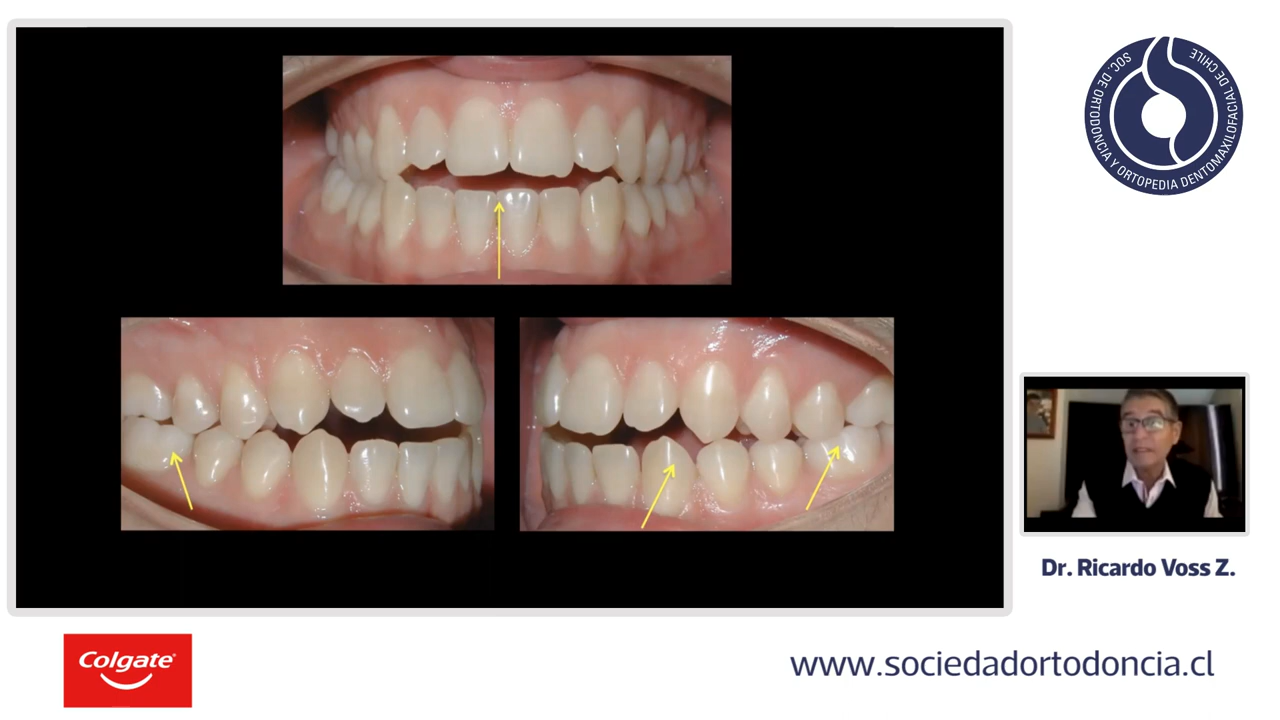 SOC. DE ORTODONCIA Y ORTOPEDIA DENTOMAXILOFACIAL DE CHILE
Dr. Ricardo Voss Z.
Colgate®
www.sociedadortodoncia.cl